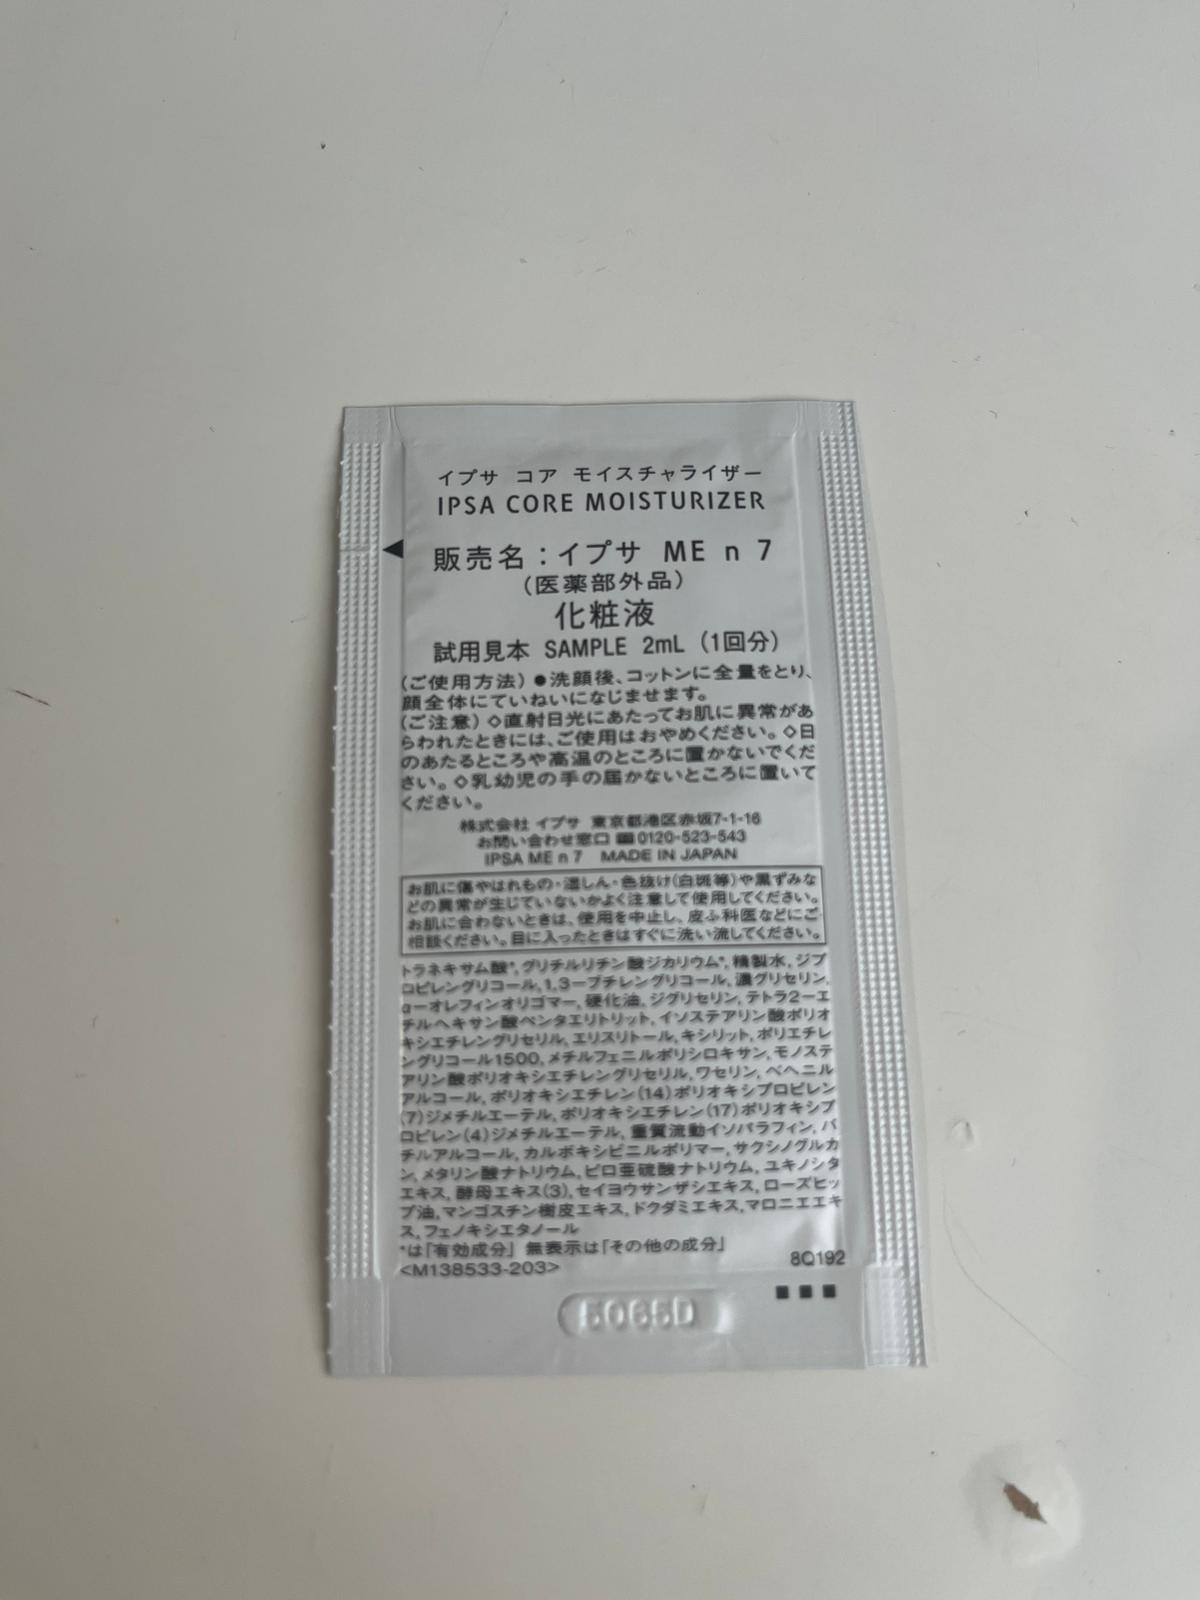 イプサ コア モイスチャライザー
IPSA CORE MOISTURIZER
販売名：イプサ ME n 7
（医薬部外品）
化粧液
試用見本 SAMPLE 2mL（1回分）
（ご使用方法）●洗顔後、コットンに全量をとり、
顔全体にていねいになじませます。
（ご注意）◇直射日光にあたってお肌に異常があ
らわれたときには、ご使用はおやめください。◇日
のあたるところや高温のところに置かないでくだ
さい。◇乳幼児の手の届かないところに置いて
ください。
株式会社 イプサ 東京都港区赤坂7-1-16
お問い合わせ窓口 0120-523-543
IPSA ME n 7 MADE IN JAPAN
お肌に傷やはれもの・湿しん・色抜け（白斑等）や黒ずみな
どの異常が生じていないかよく注意して使用してください。
お肌に合わないときは、使用を中止し、皮ふ科医などにご
相談ください。目に入ったときはすぐに洗い流してください。
トラネキサム酸*, グリチルリチン酸ジカリウム*, 精製水, ジプ
ロピレングリコール, 1,3－ブチレングリコール, 濃グリセリン,
α－オレフィンオリゴマー, 硬化油, ジグリセリン, テトラ2－エ
チルヘキサン酸ペンタエリトリット, イソステアリン酸ポリオ
キシエチレングリセリル, エリスリトール, キシリット, ポリエチレ
ングリコール1500, メチルフェニルポリシロキサン, モノステ
アリン酸ポリオキシエチレングリセリル, ワセリン, ベヘニル
アルコール, ポリオキシエチレン（14）ポリオキシプロピレン
（7）ジメチルエーテル, ポリオキシエチレン（17）ポリオキシプ
ロピレン（4）ジメチルエーテル, 重質流動イソパラフィン, バ
チルアルコール, カルボキシビニルポリマー, サクシノグルカ
ン, メタリン酸ナトリウム, ピロ亜硫酸ナトリウム, ユキノシタ
エキス, 酵母エキス（3）, セイヨウサンザシエキス, ローズヒッ
プ油, マンゴスチン樹皮エキス, ドクダミエキス, マロニエエキ
ス, フェノキシエタノール
*は「有効成分」 無表示は「その他の成分」
<M138533-203>
8Q192
5065D